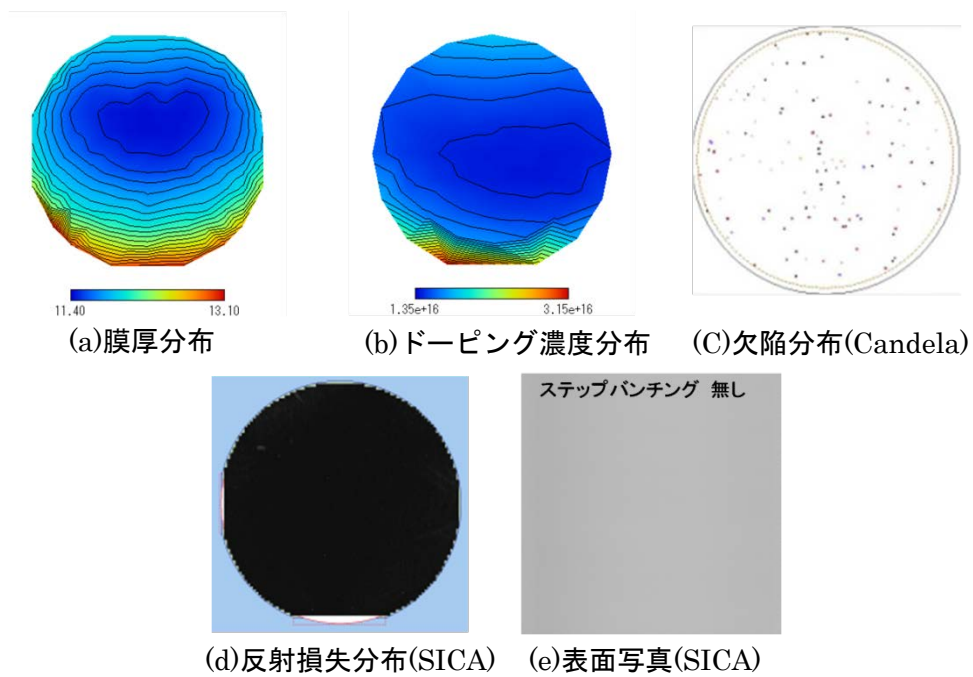 11.40 13.10
1.35e+16 3.15e+16
(a)膜厚分布
(b)ドーピング濃度分布
(C)欠陥分布(Candela)
ステップバンチング 無し
(d)反射損失分布(SICA)
(e)表面写真(SICA)